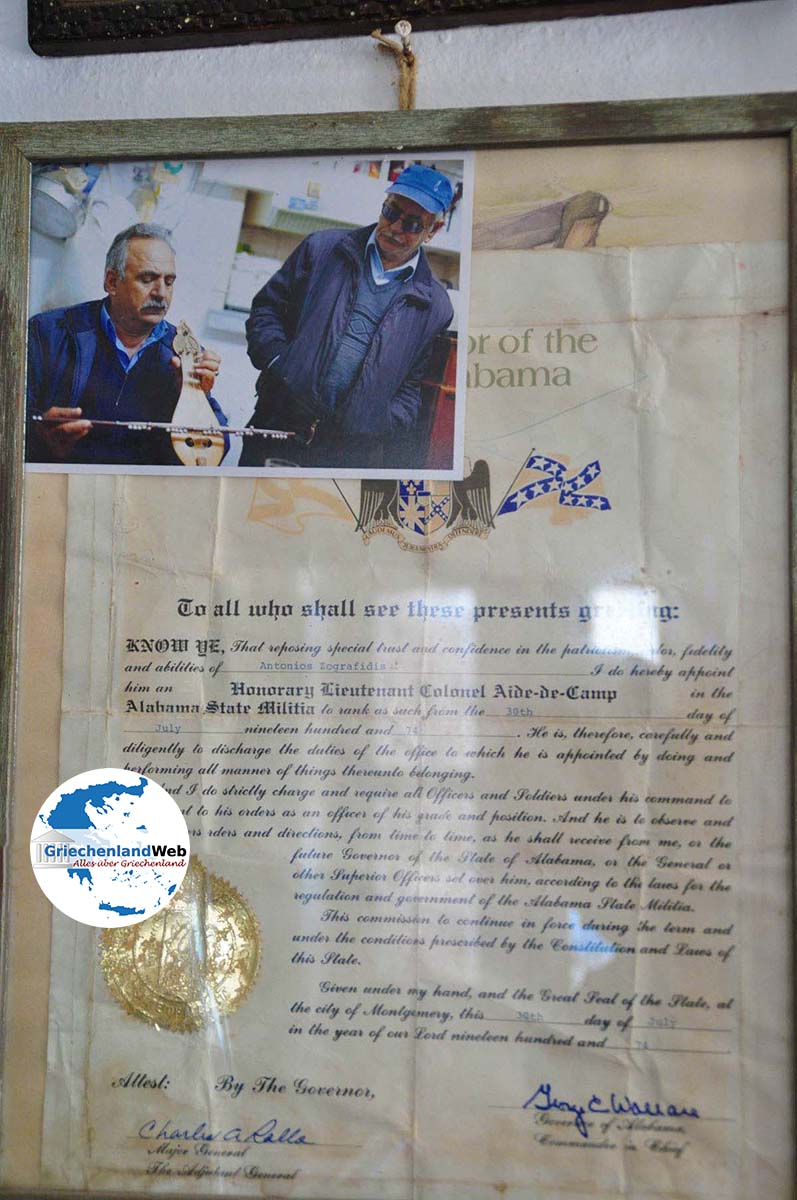 or of the
bama
AUDEMUS JURA NOSTRA DEFENDERE
To all who shall see these presents greeting:
KNOW YE, That reposing special trust and confidence in the patriotism, valor, fidelity
and abilities of Antonios Zografidis I do hereby appoint
him an Honorary Lieutenant Colonel Aide-de-Camp in the
Alabama State Militia to rank as such from the 30th day of
July nineteen hundred and 74. He is, therefore, carefully and
diligently to discharge the duties of the office to which he is appointed by doing and
performing all manner of things thereunto belonging.
And I do strictly charge and require all Officers and Soldiers under his command to
to his orders as an officer of his grade and position. And he is to observe and
rders and directions, from time to time, as he shall receive from me, or the
future Governor of the State of Alabama, or the General or
other Superior Officers set over him, according to the laws for the
regulation and government of the Alabama State Militia.
This commission to continue in force during the term and
under the conditions prescribed by the Constitution and Laws of
this State.
Given under my hand, and the Great Seal of the State, at
the city of Montgomery, this 30th day of July
in the year of our Lord nineteen hundred and 74.
Attest: By The Governor,
George C Wallace
Governor of Alabama,
Commander in Chief
Major General
The Adjutant General
GriechenlandWeb
Alles über Griechenland